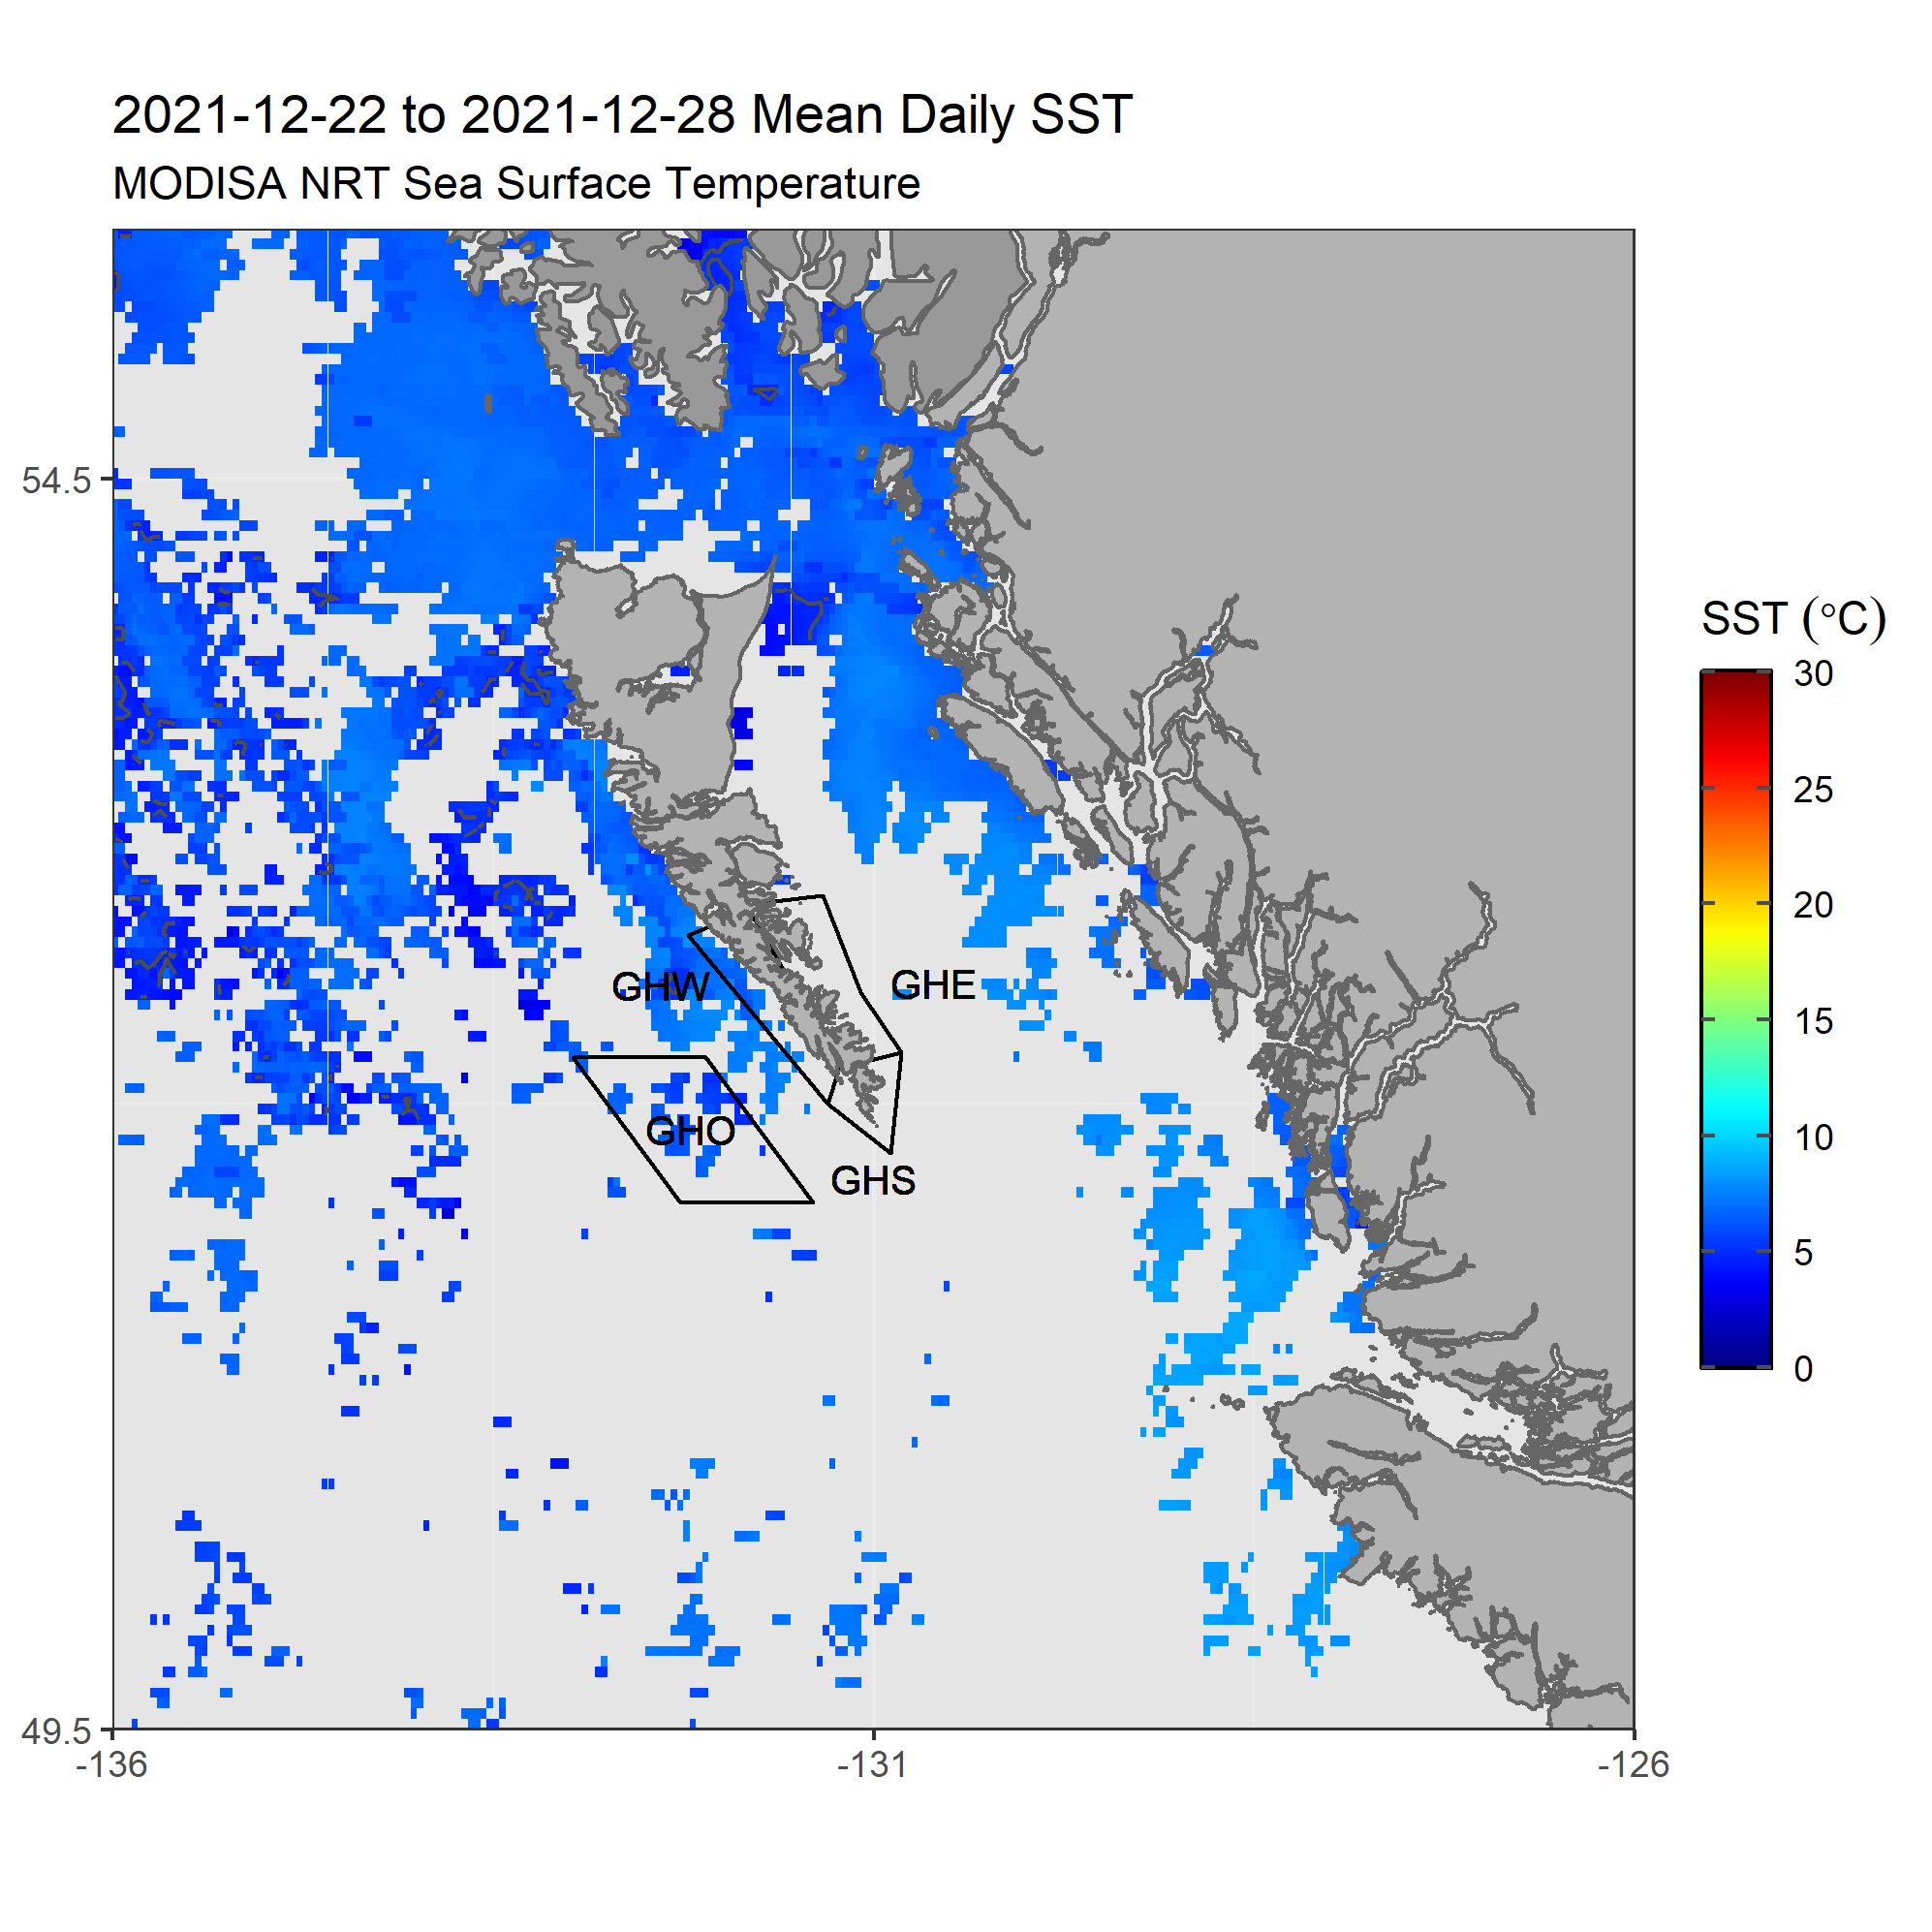 2021-12-22 to 2021-12-28 Mean Daily SST
MODISA NRT Sea Surface Temperature
54.5
49.5
-136
-131
-126
GHW
GHE
GHO
GHS
SST (°C)
30
25
20
15
10
5
0